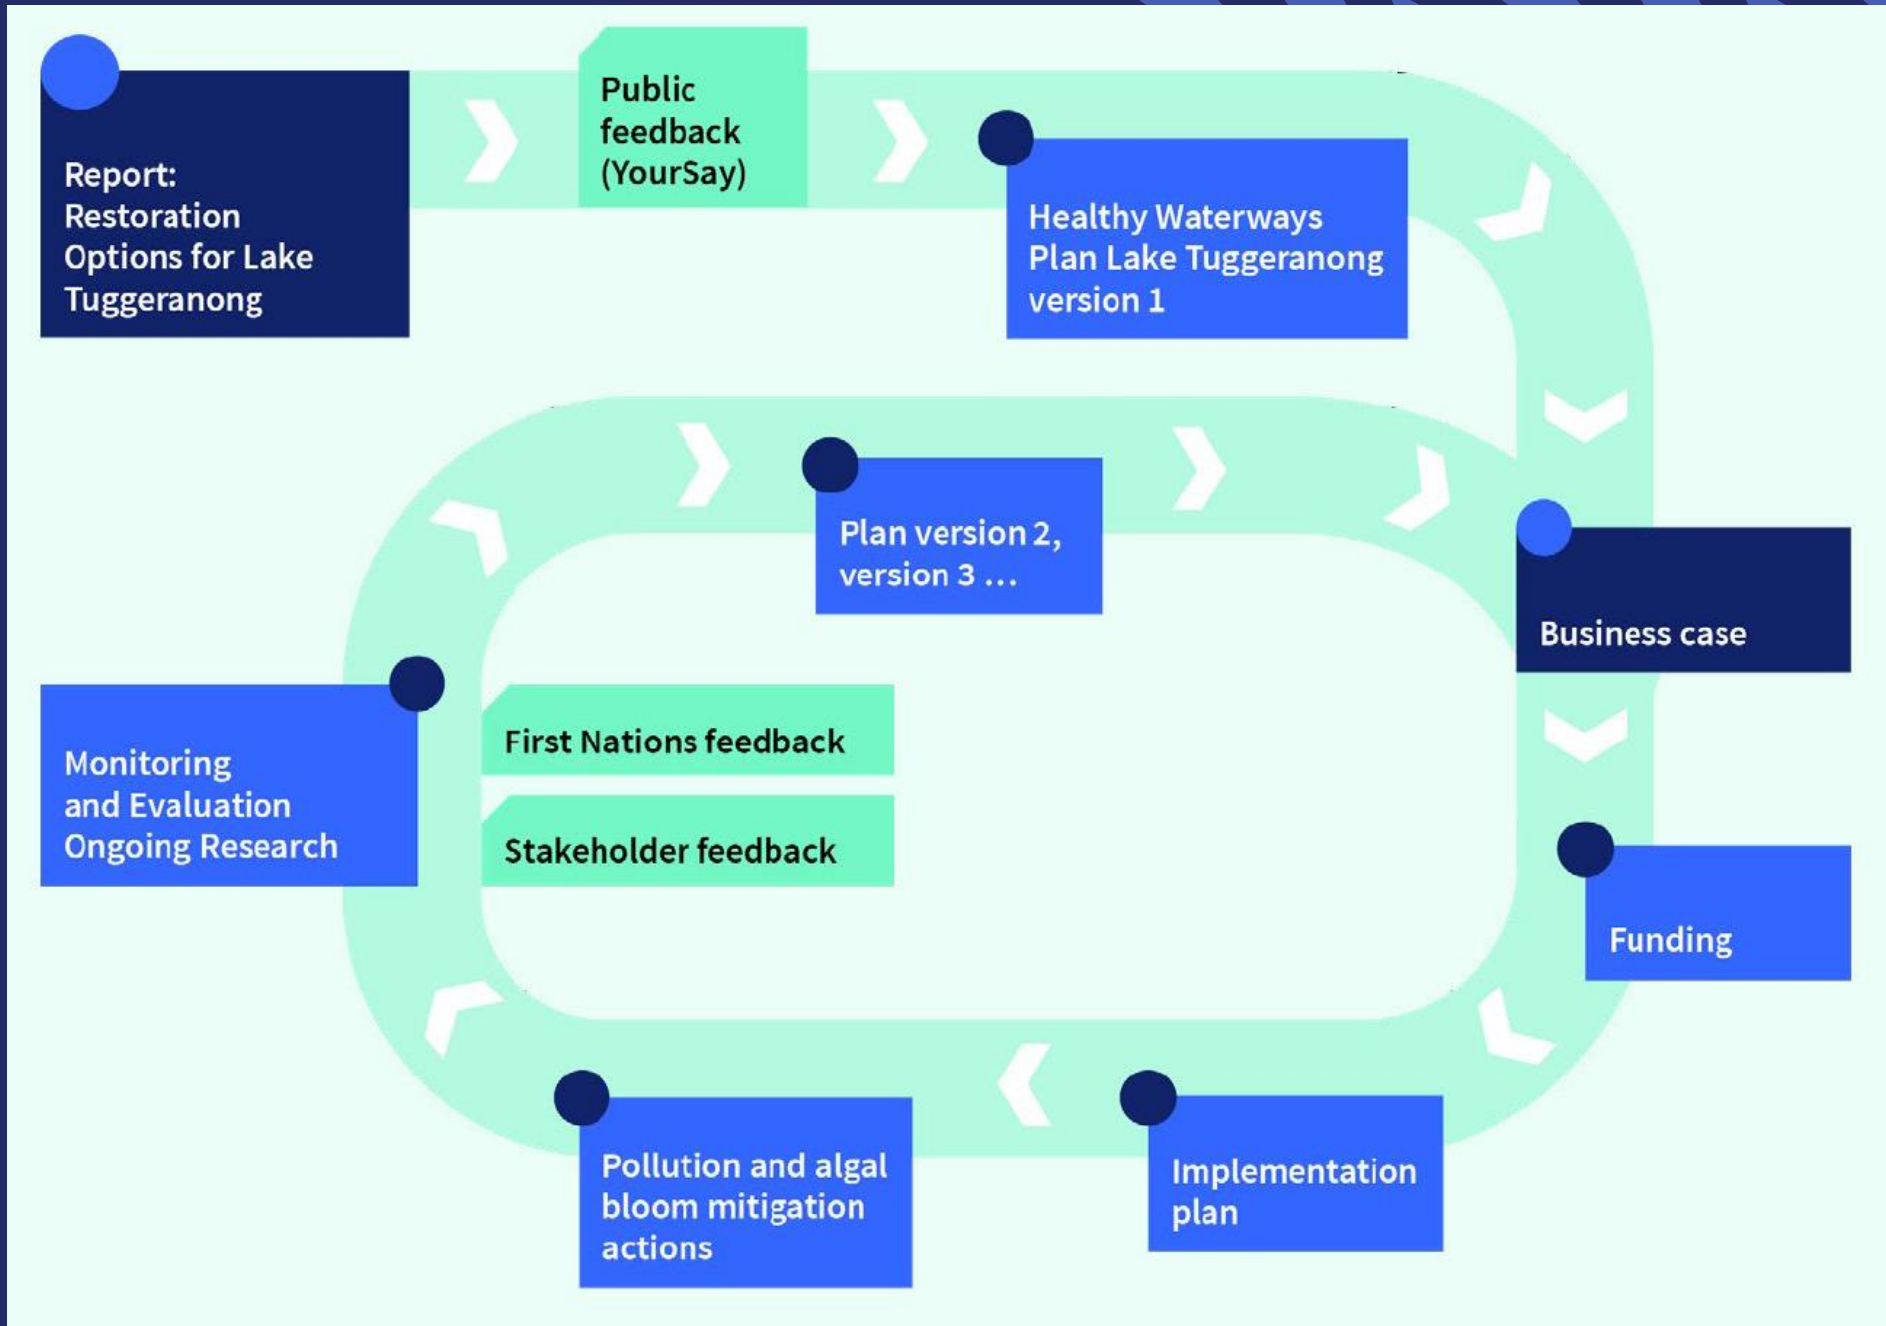 Report:
Restoration
Options for Lake
Tuggeranong
Public
feedback
(YourSay)
Healthy Waterways
Plan Lake Tuggeranong
version 1
Plan version 2,
version 3 ...
Business case
Monitoring
and Evaluation
Ongoing Research
First Nations feedback
Stakeholder feedback
Funding
Pollution and algal
bloom mitigation
actions
Implementation
plan